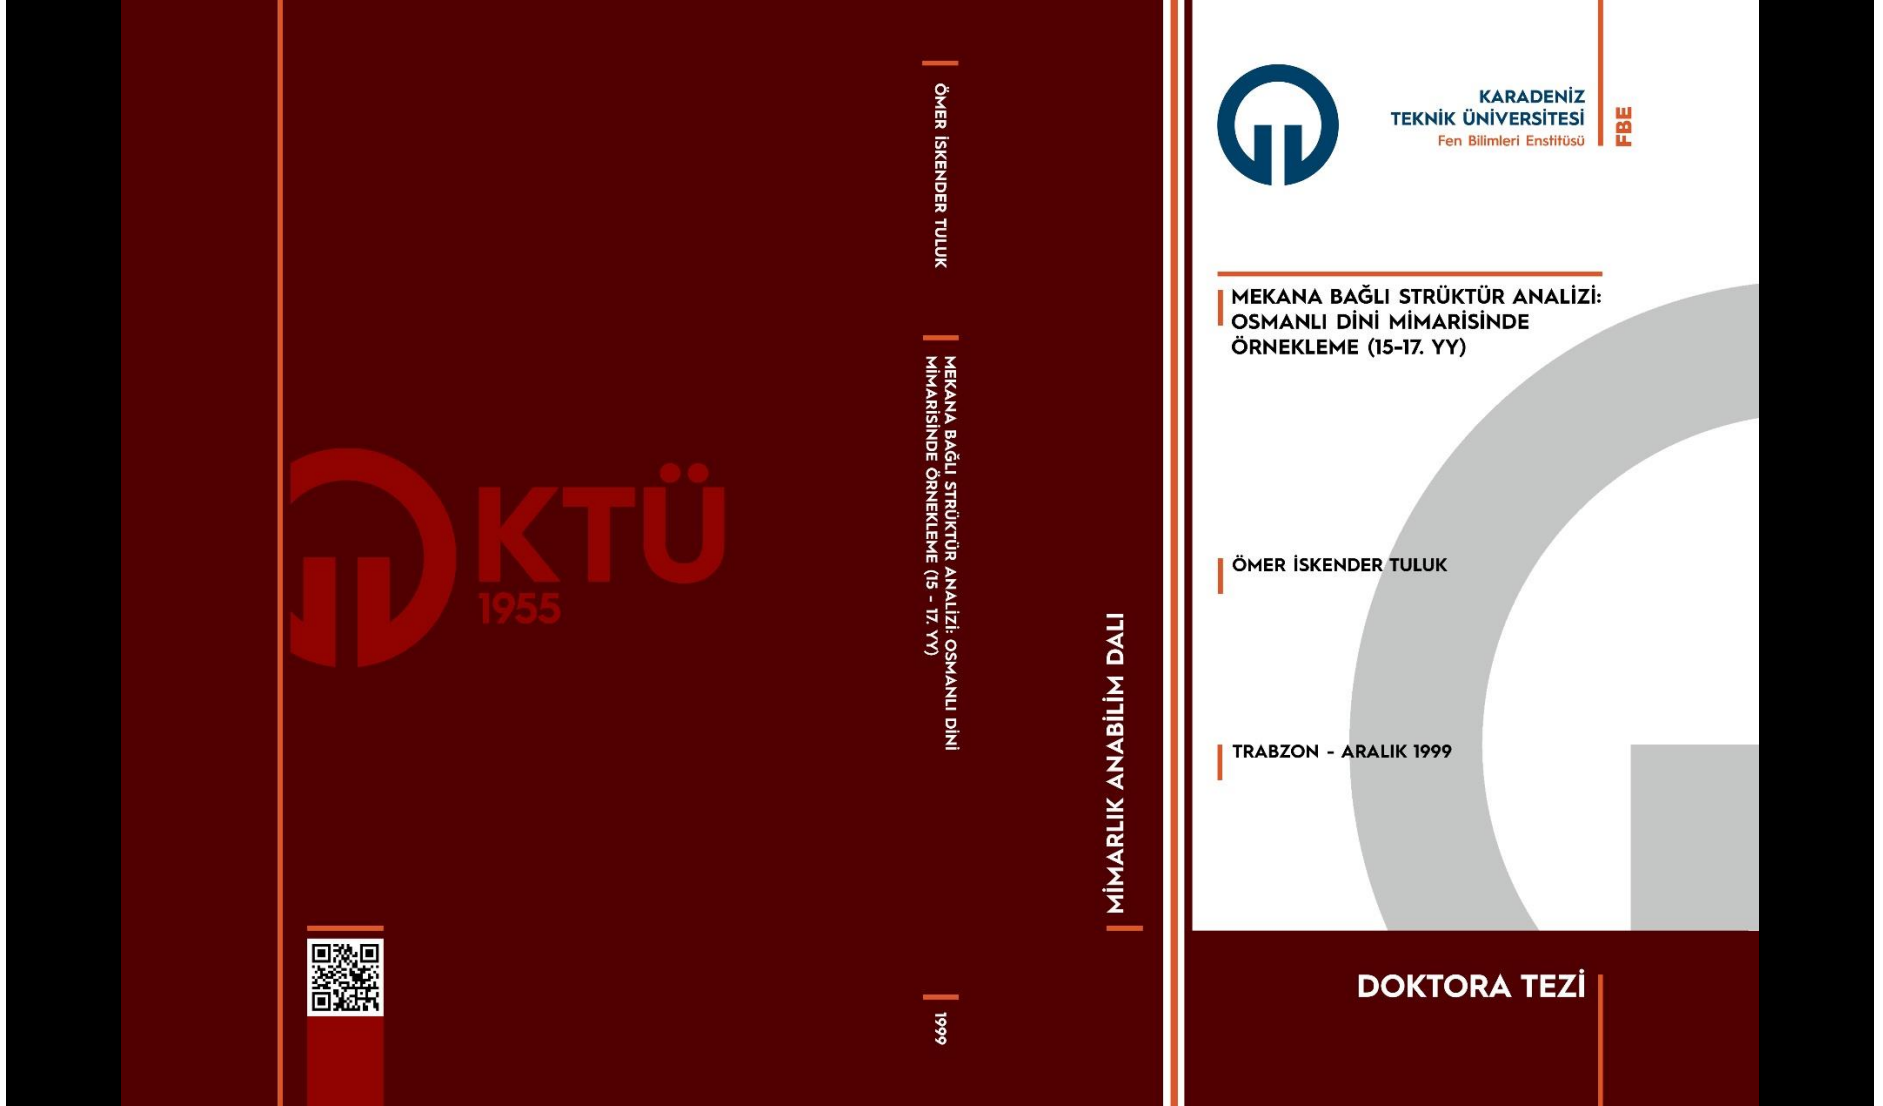 KTÜ
1955
ÖMER İSKENDER TULUK
MEKANA BAĞLI STRÜKTÜR ANALİZİ: OSMANLI DİNİ
MİMARİSİNDE ÖRNEKLEME (15 - 17. YY)
1999
MİMARLIK ANABİLİM DALI
KARADENİZ
TEKNİK ÜNİVERSİTESİ
Fen Bilimleri Enstitüsü
FBE
MEKANA BAĞLI STRÜKTÜR ANALİZİ:
OSMANLI DİNİ MİMARİSİNDE
ÖRNEKLEME (15-17. YY)
ÖMER İSKENDER TULUK
TRABZON - ARALIK 1999
DOKTORA TEZİ